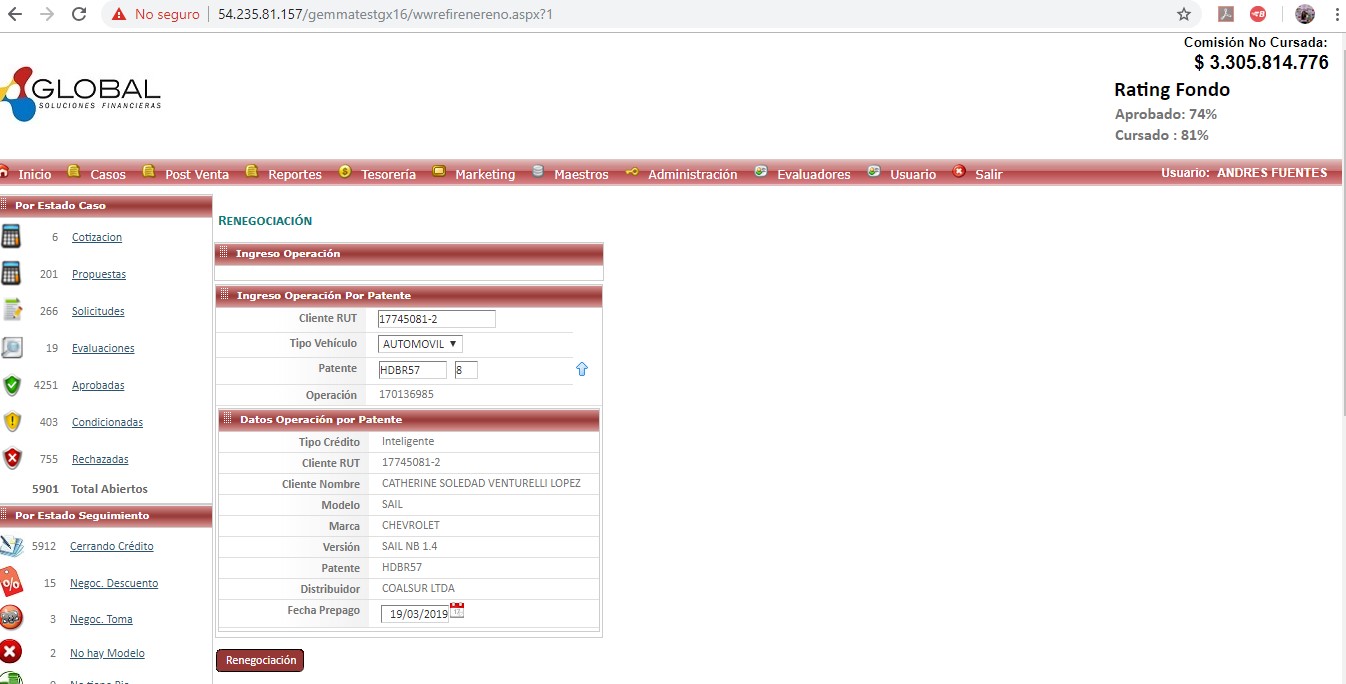 No seguro
54.235.81.157/gemmatestgx16/wwrefirenereno.aspx?1
Comisión No Cursada:
$ 3.305.814.776
GLOBAL
SOLUCIONES FINANCIERAS
Rating Fondo
Aprobado: 74%
Cursado : 81%
Inicio Casos Post Venta Reportes Tesorería Marketing Maestros Administración Evaluadores Usuario Salir Usuario: ANDRES FUENTES
Por Estado Caso
6 Cotizacion
201 Propuestas
266 Solicitudes
19 Evaluaciones
4251 Aprobadas
403 Condicionadas
755 Rechazadas
5901 Total Abiertos
Por Estado Seguimiento
5912 Cerrando Crédito
15 Negoc. Descuento
3 Negoc. Toma
2 No hay Modelo
RENEGOCIACIÓN
Ingreso Operación
Ingreso Operación Por Patente
Cliente RUT 17745081-2
Tipo Vehículo AUTOMOVIL
Patente HDBR57 8
Operación 170136985
Datos Operación por Patente
Tipo Crédito Inteligente
Cliente RUT 17745081-2
Cliente Nombre CATHERINE SOLEDAD VENTURELLI LOPEZ
Modelo SAIL
Marca CHEVROLET
Versión SAIL NB 1.4
Patente HDBR57
Distribuidor COALSUR LTDA
Fecha Prepago 19/03/2019
Renegociación